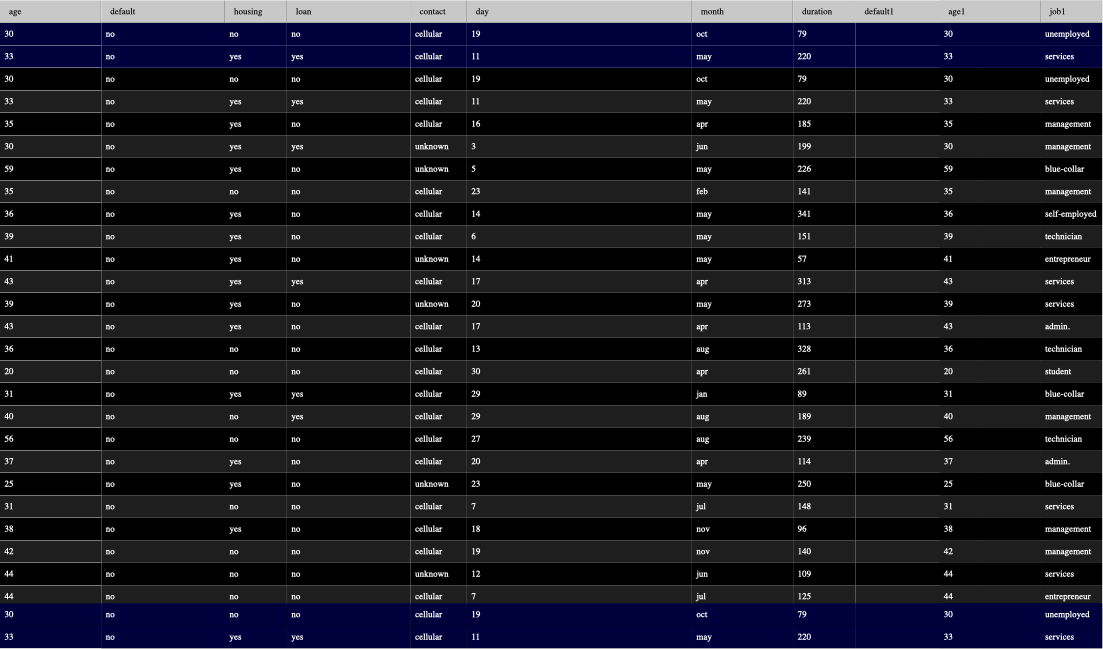 age default housing loan contact day month duration default1 age1 job1
30 no no no cellular 19 oct 79 30 unemployed
33 no yes yes cellular 11 may 220 33 services
30 no no no cellular 19 oct 79 30 unemployed
33 no yes yes cellular 11 may 220 33 services
35 no yes no cellular 16 apr 185 35 management
30 no yes yes unknown 3 jun 199 30 management
59 no yes no unknown 5 may 226 59 blue-collar
35 no no no cellular 23 feb 141 35 management
36 no yes no cellular 14 may 341 36 self-employed
39 no yes no cellular 6 may 151 39 technician
41 no yes no unknown 14 may 57 41 entrepreneur
43 no yes yes cellular 17 apr 313 43 services
39 no yes no unknown 20 may 273 39 services
43 no yes no cellular 17 apr 113 43 admin.
36 no no no cellular 13 aug 328 36 technician
20 no no no cellular 30 apr 261 20 student
31 no yes yes cellular 29 jan 89 31 blue-collar
40 no no yes cellular 29 aug 189 40 management
56 no no no cellular 27 aug 239 56 technician
37 no yes no cellular 20 apr 114 37 admin.
25 no yes no unknown 23 may 250 25 blue-collar
31 no no no cellular 7 jul 148 31 services
38 no yes no cellular 18 nov 96 38 management
42 no no no cellular 19 nov 140 42 management
44 no no no unknown 12 jun 109 44 services
44 no no no cellular 7 jul 125 44 entrepreneur
30 no no no cellular 19 oct 79 30 unemployed
33 no yes yes cellular 11 may 220 33 services